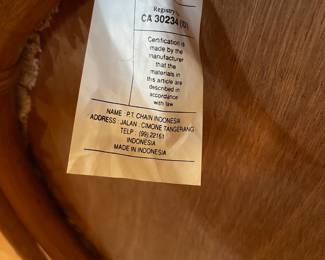 Registry
CA 30234
Certification is
made by the
manufacturer
that the
materials in
this article are
described in
accordance
with law
NAME : P.T. CHAIN INDONESIA
ADDRESS : JALAN : CIMONE TANGERANG
TELP : (99) 22161
INDONESIA
MADE IN INDONESIA